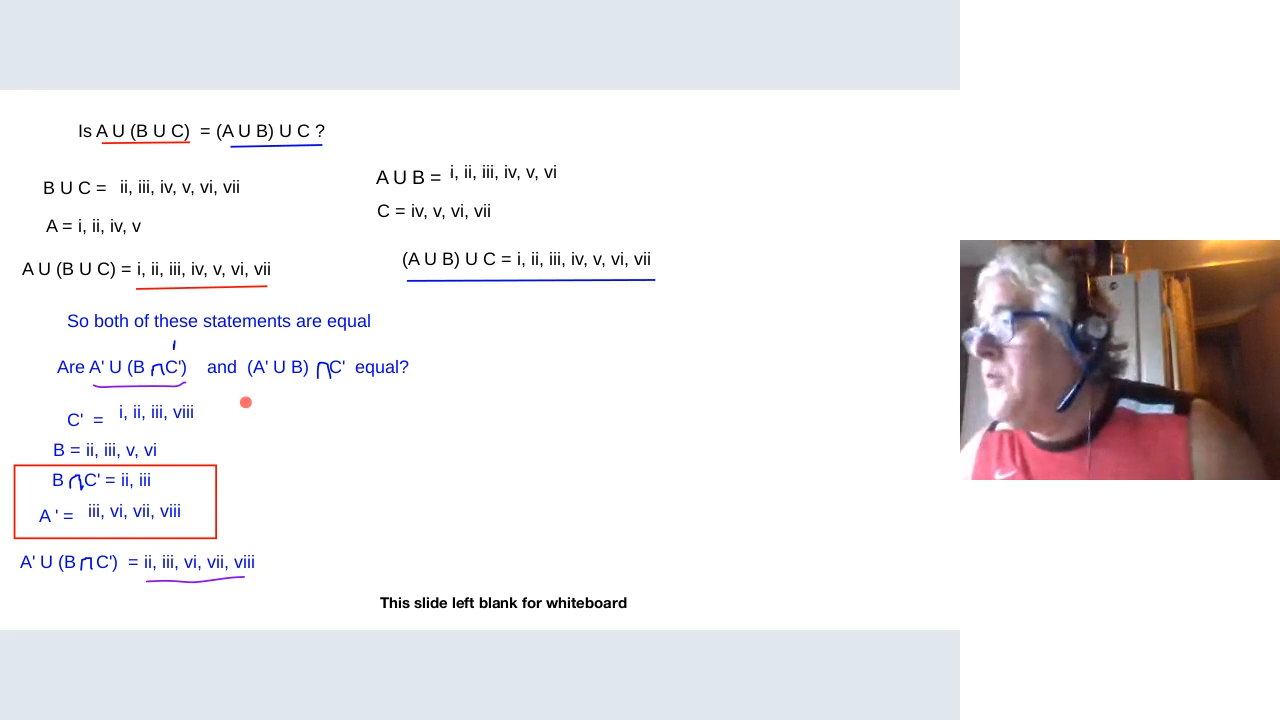 Is A U (B U C) = (A U B) U C ?
B U C = ii, iii, iv, v, vi, vii
A = i, ii, iv, v
A U (B U C) = i, ii, iii, iv, v, vi, vii
A U B = i, ii, iii, iv, v, vi
C = iv, v, vi, vii
(A U B) U C = i, ii, iii, iv, v, vi, vii
So both of these statements are equal
Are A' U (B ∩ C') and (A' U B) ∩ C' equal?
C' = i, ii, iii, viii
B = ii, iii, v, vi
B ∩ C' = ii, iii
A ' = iii, vi, vii, viii
A' U (B ∩ C') = ii, iii, vi, vii, viii
This slide left blank for whiteboard